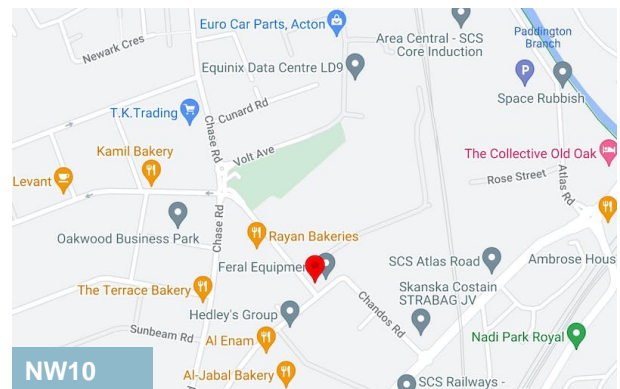 Euro Car Parts, Acton
Area Central - SCS
Core Induction
Paddington
Branch
Newark Cres
Equinix Data Centre LD9
Space Rubbish
T.K.Trading
Cunard Rd
Chase Rd
Kamil Bakery
Volt Ave
The Collective Old Oak
Levant
Rose Street
Atlas Rd
Oakwood Business Park
Chase Rd
Rayan Bakeries
Feral Equipmen
SCS Atlas Road
Ambrose Hous
The Terrace Bakery
Skanska Costain
STRABAG JV
Hedley's Group
Chandos Rd
Sunbeam Rd
Al Enam
Nadi Park Royal
Al-Jabal Bakery
SCS Railways -
NW10
P